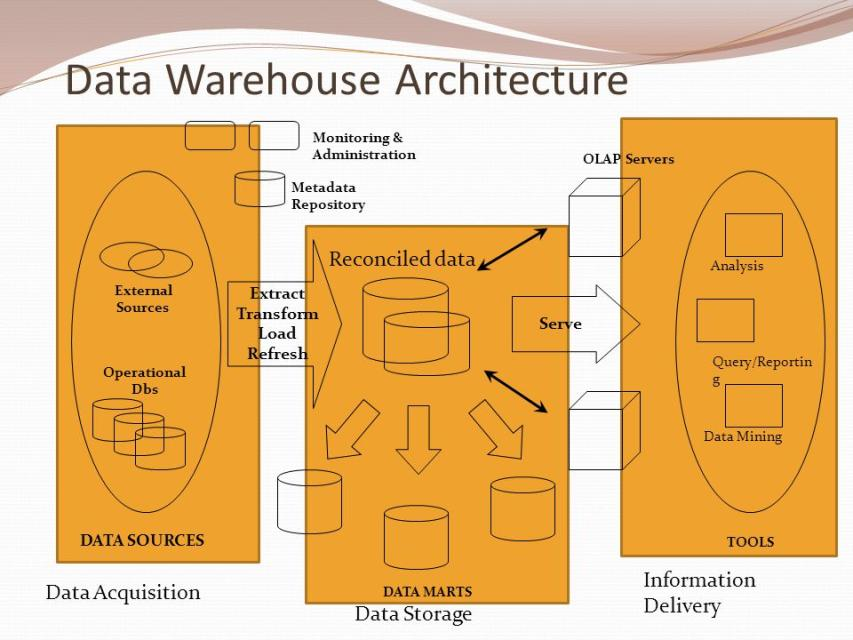 Data Warehouse Architecture
Monitoring &
Administration
Metadata
Repository
OLAP Servers
Reconciled data
External
Sources
Operational
Dbs
DATA SOURCES
Extract
Transform
Load
Refresh
Serve
Analysis
Query/Reportin
g
Data Mining
TOOLS
DATA MARTS
Data Acquisition
Data Storage
Information
Delivery